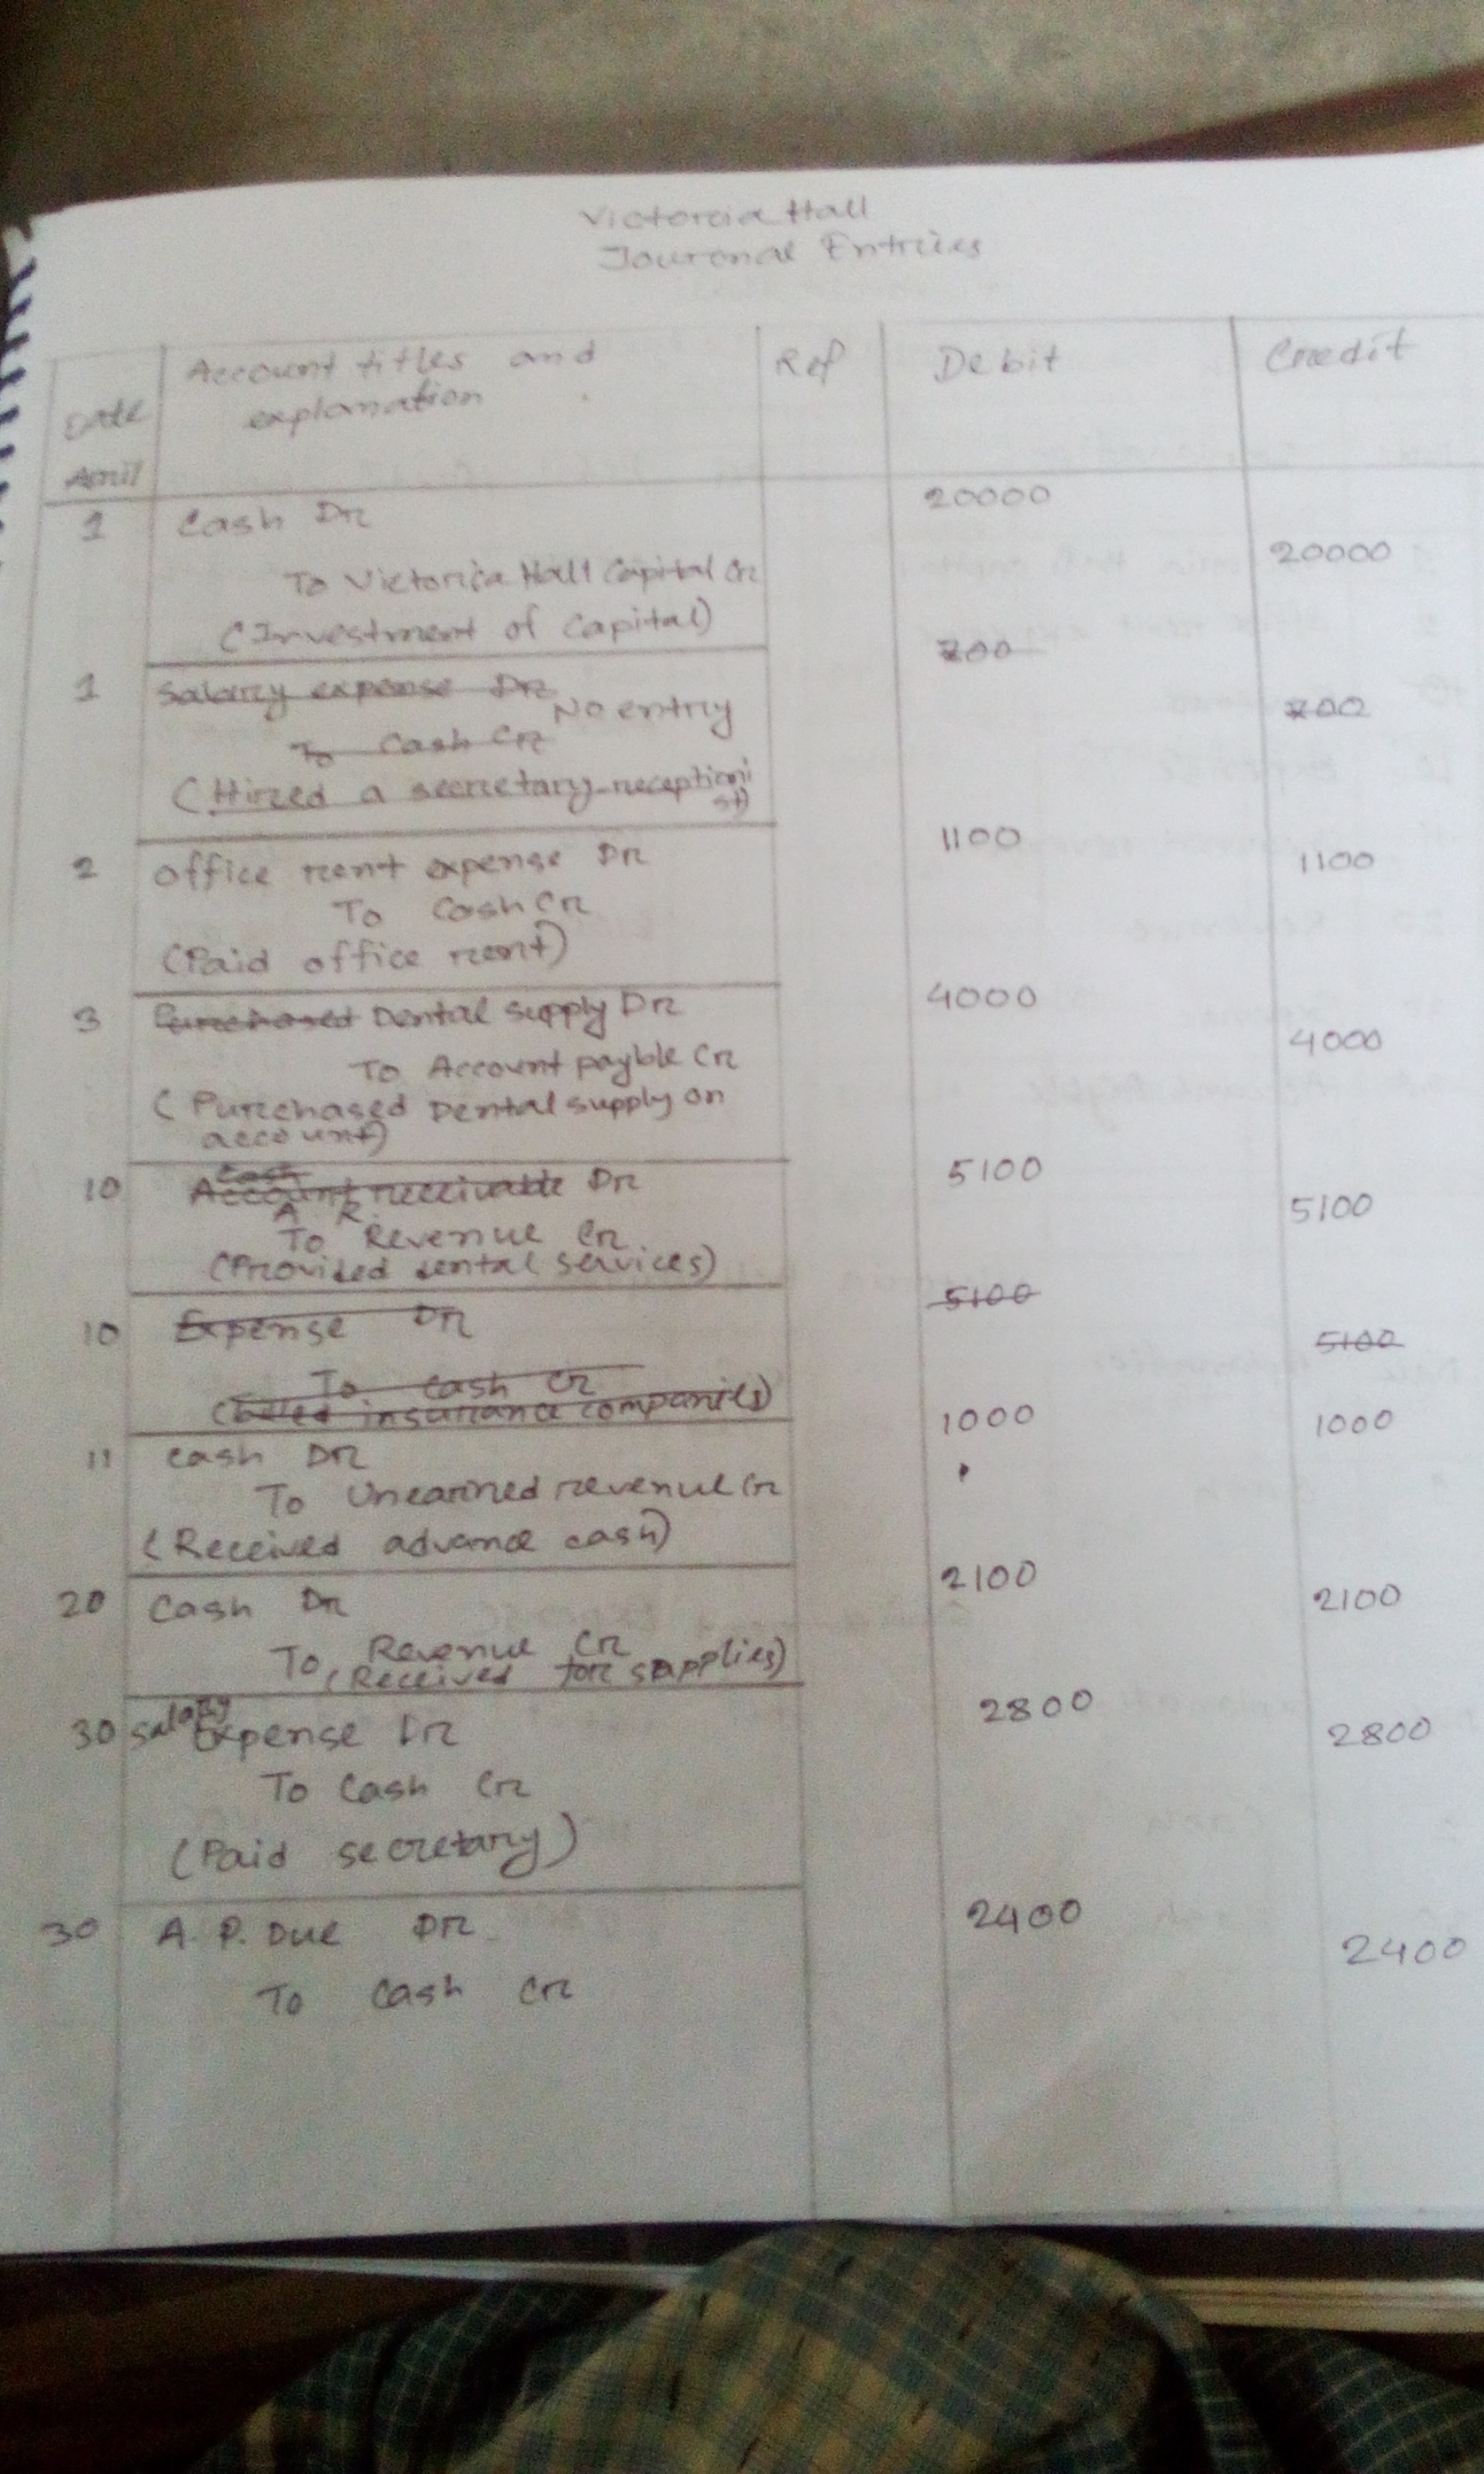 Victoria Hall
Journal Entries
Date
April
Account titles and
explanation
Ref
Debit
Credit
1 Cash Dr 20000
To Victoria Hall Capital Cr 20000
(Investment of Capital)
1 Salary expense Dr 700
No entry
To Cash Cr 700
(Hired a secretary-receptioni
st)
2 Office rent expense Dr 1100
To Cash Cr 1100
(Paid office rent)
3 Purchased Dental supply Dr 4000
To Account payble Cr 4000
(Purchased Dental supply on
account)
Cash
10 Account receivable Dr 5100
A R.
To Revenue Cr 5100
(Provided dental services)
10 Expense Dr 5100
To cash Cr 5100
(billed insurance companies)
11 Cash Dr 1000
To Unearned revenue Cr 1000
(Received advance cash)
20 Cash Dr 2100
To Revenue Cr 2100
(Received for supplies)
30 Salary Expense Dr 2800
To Cash Cr 2800
(Paid secretary)
30 A. P. Due Dr 2400
To Cash Cr 2400